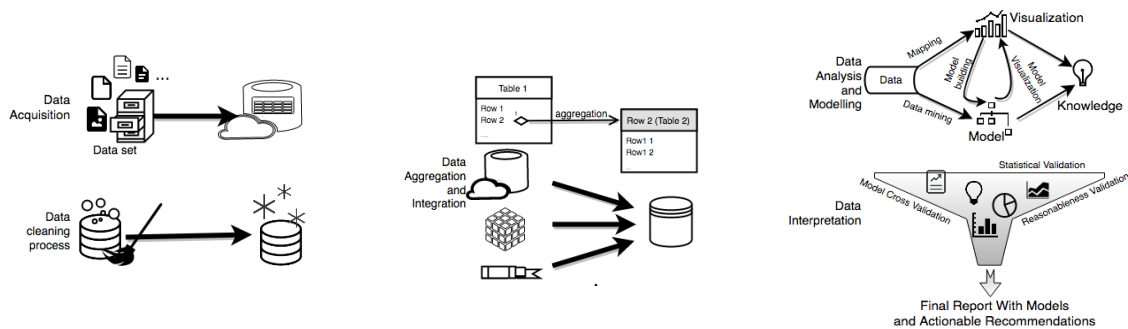 Data
Acquisition
...
Data set
Data
cleaning
process
Table 1
Row 1
Row 2
....
1
aggregation
Row 2 (Table 2)
Row1 1
Row1 2
Data
Aggregation
and
Integration
.
Data
Analysis
and
Modelling
Data
Mapping
Data mining
Model
building
Model
Visualization
Visualization
Knowledge
Model
Data
Interpretation
Statistical Validation
Model Cross Validation
Reasonableness Validation
Final Report With Models
and Actionable Recommendations